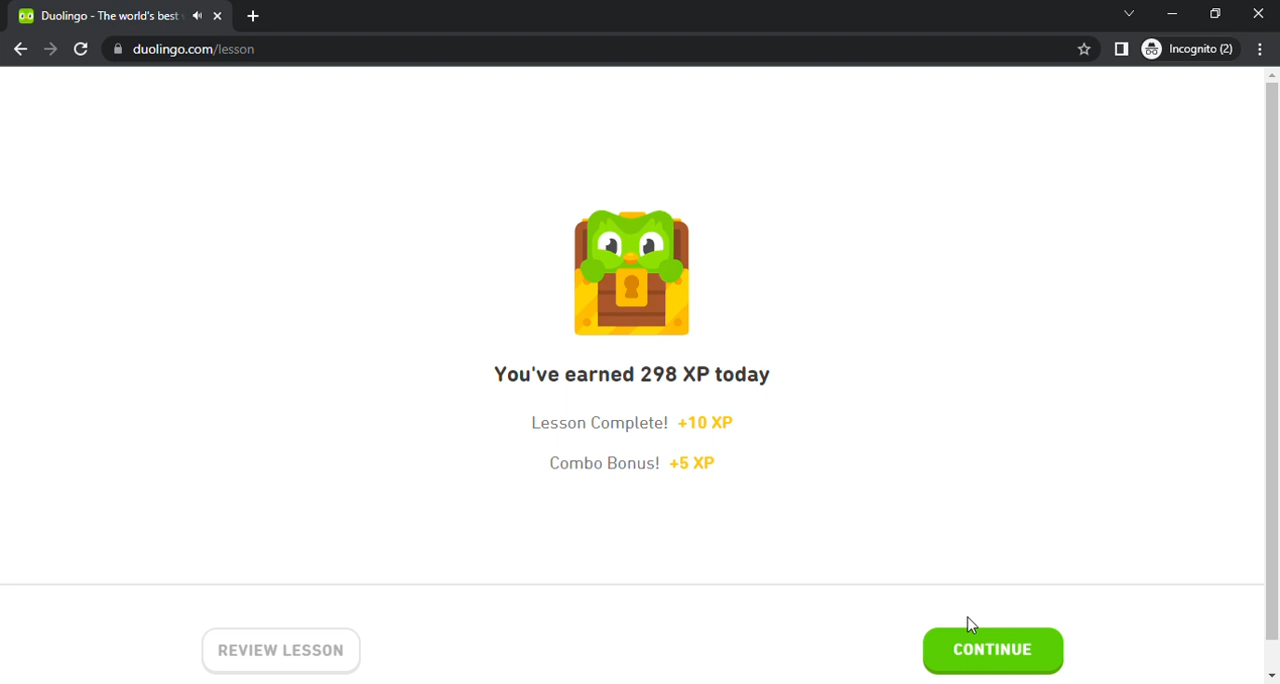 Duolingo - The world's best
duolingo.com/lesson
Incognito (2)
You've earned 298 XP today
Lesson Complete! +10 XP
Combo Bonus! +5 XP
REVIEW LESSON
CONTINUE